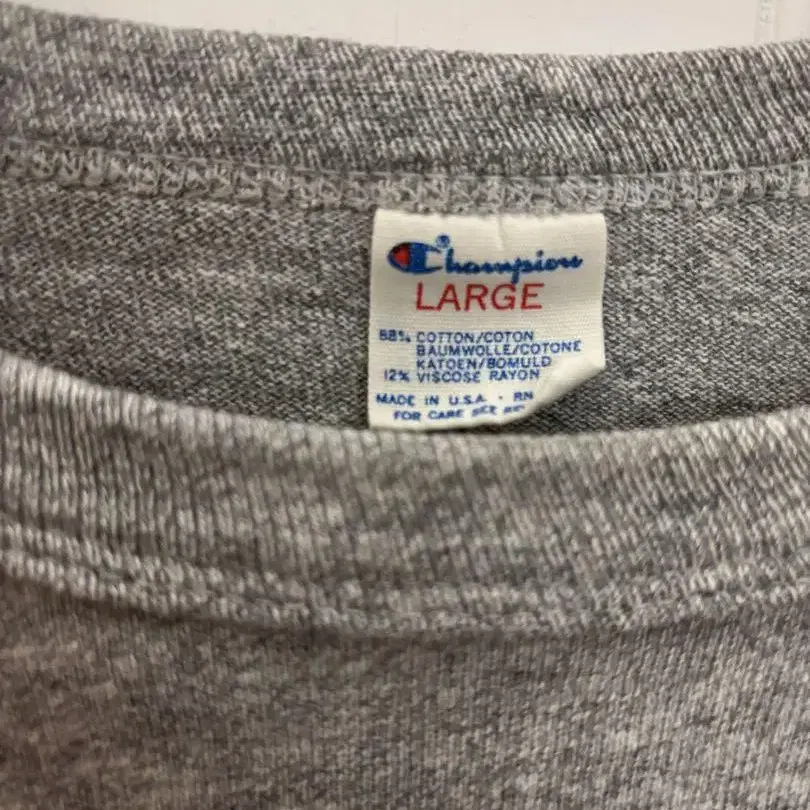 Champion®
LARGE
88% COTTON/COTON
BAUMWOLLE/COTONE
KATOEN/BOMULD
12% VISCOSE RAYON
MADE IN U.S.A. · RN
FOR CARE SEE